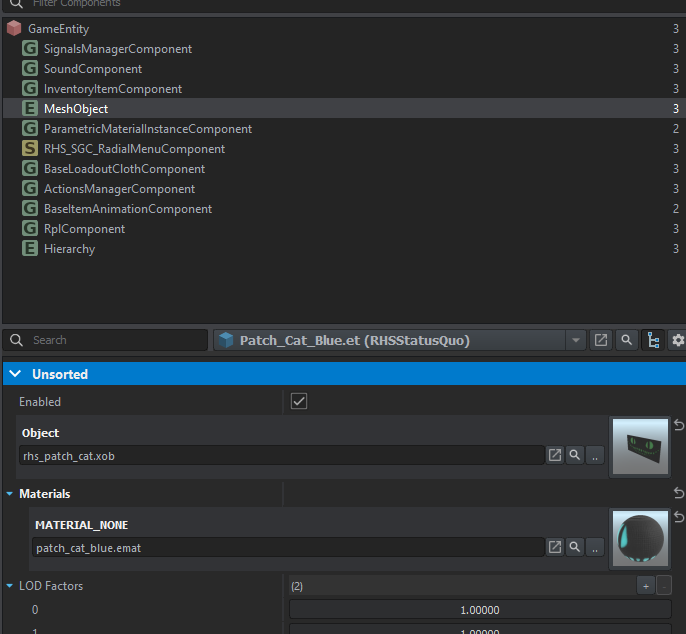 Filter Components
GameEntity 3
G SignalsManagerComponent 3
G SoundComponent 3
G InventoryItemComponent 3
E MeshObject 3
G ParametricMaterialInstanceComponent 2
S RHS_SGC_RadialMenuComponent 3
G BaseLoadoutClothComponent 3
G ActionsManagerComponent 3
G BaseItemAnimationComponent 2
G RplComponent 3
E Hierarchy 3
Search Patch_Cat_Blue.et (RHSStatusQuo)
Unsorted
Enabled
Object
rhs_patch_cat.xob ..
Materials
MATERIAL_NONE
patch_cat_blue.emat ..
LOD Factors (2) + -
0 1.00000
1 1.00000